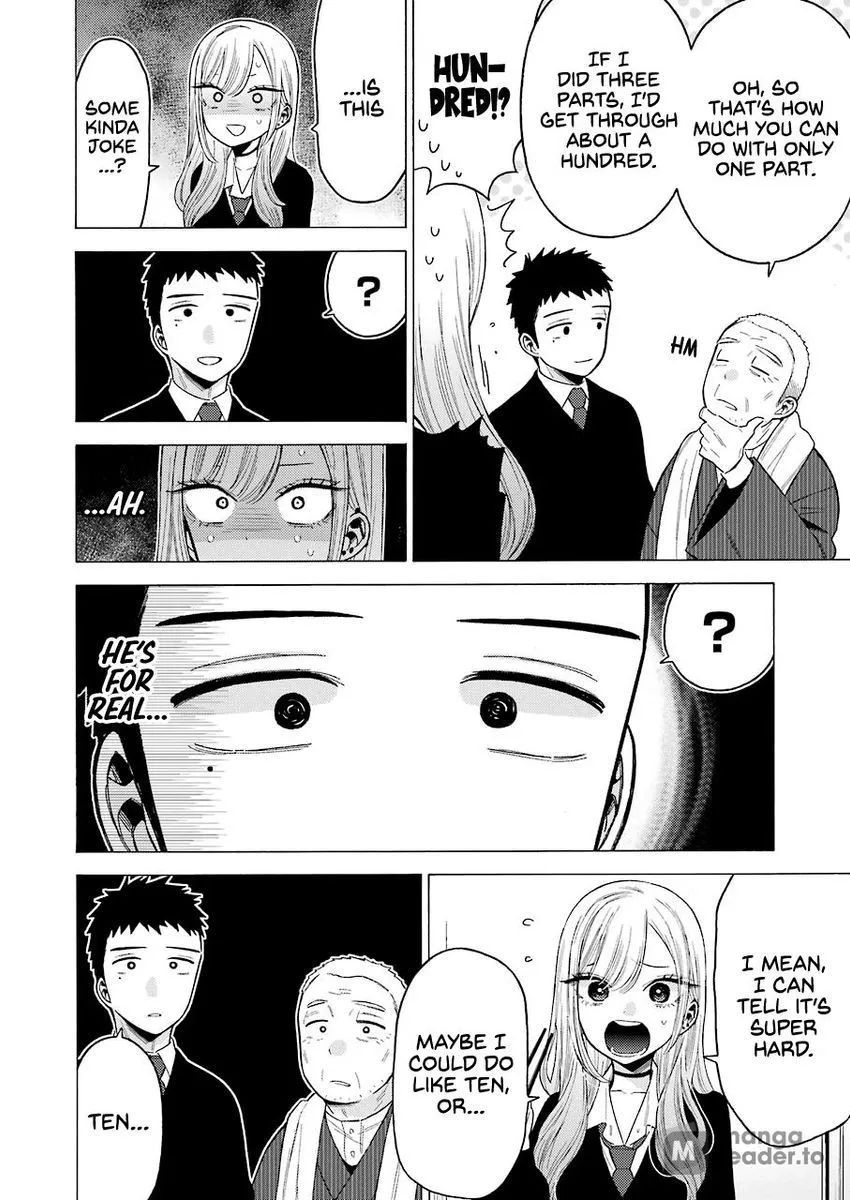 OH, SO
THAT'S HOW
MUCH YOU CAN
DO WITH ONLY
ONE PART.
IF I
DID THREE
PARTS, I'D
GET THROUGH
ABOUT A
HUNDRED.
HUN-
DRED!?
HM
...IS
THIS
SOME
KINDA
JOKE
...?
?
...AH.
?
HE'S
FOR
REAL...
I MEAN,
I CAN
TELL IT'S
SUPER
HARD.
MAYBE I
COULD DO
LIKE TEN,
OR...
TEN...
M
manga
reader.to